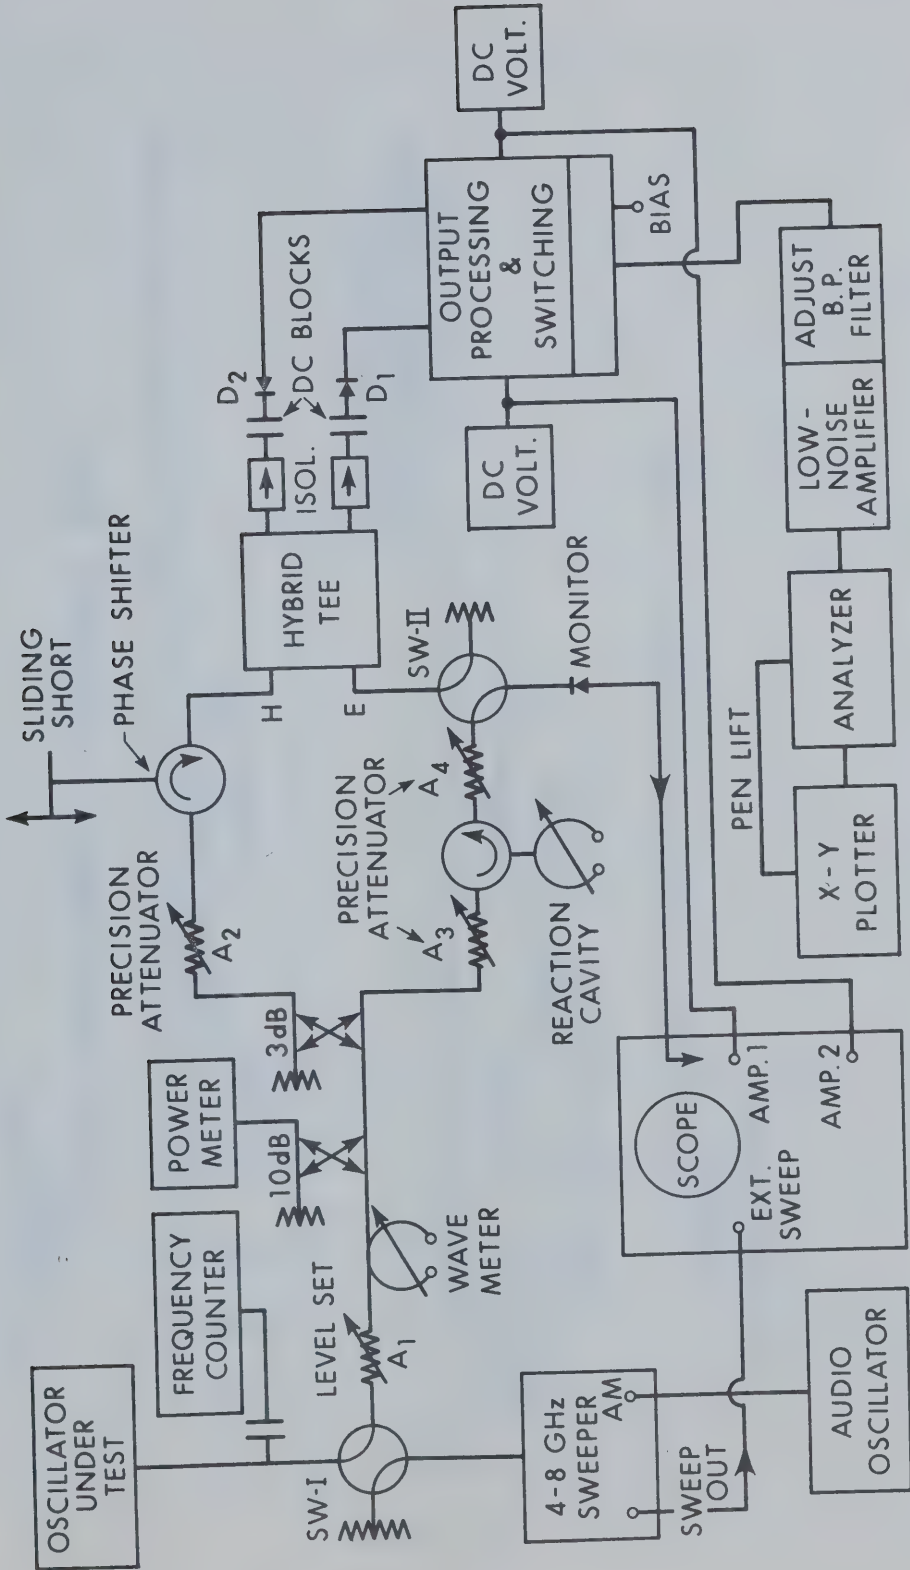 OSCILLATOR
UNDER
TEST
FREQUENCY
COUNTER
POWER
METER
PRECISION
ATTENUATOR
A2
SLIDING
SHORT
PHASE SHIFTER
SW-I
LEVEL SET
A1
WAVE
METER
10dB
3dB
PRECISION
ATTENUATOR
A3
A4
REACTION
CAVITY
H
E
HYBRID
TEE
ISOL.
D2
DC BLOCKS
D1
SW-II
MONITOR
DC
VOLT.
OUTPUT
PROCESSING
&
SWITCHING
DC
VOLT.
BIAS
4-8 GHz
SWEEPER
AM
SWEEP
OUT
AUDIO
OSCILLATOR
SCOPE
EXT.
SWEEP
AMP. 1
AMP. 2
X-Y
PLOTTER
PEN LIFT
ANALYZER
LOW-
NOISE
AMPLIFIER
ADJUST
B.P.
FILTER